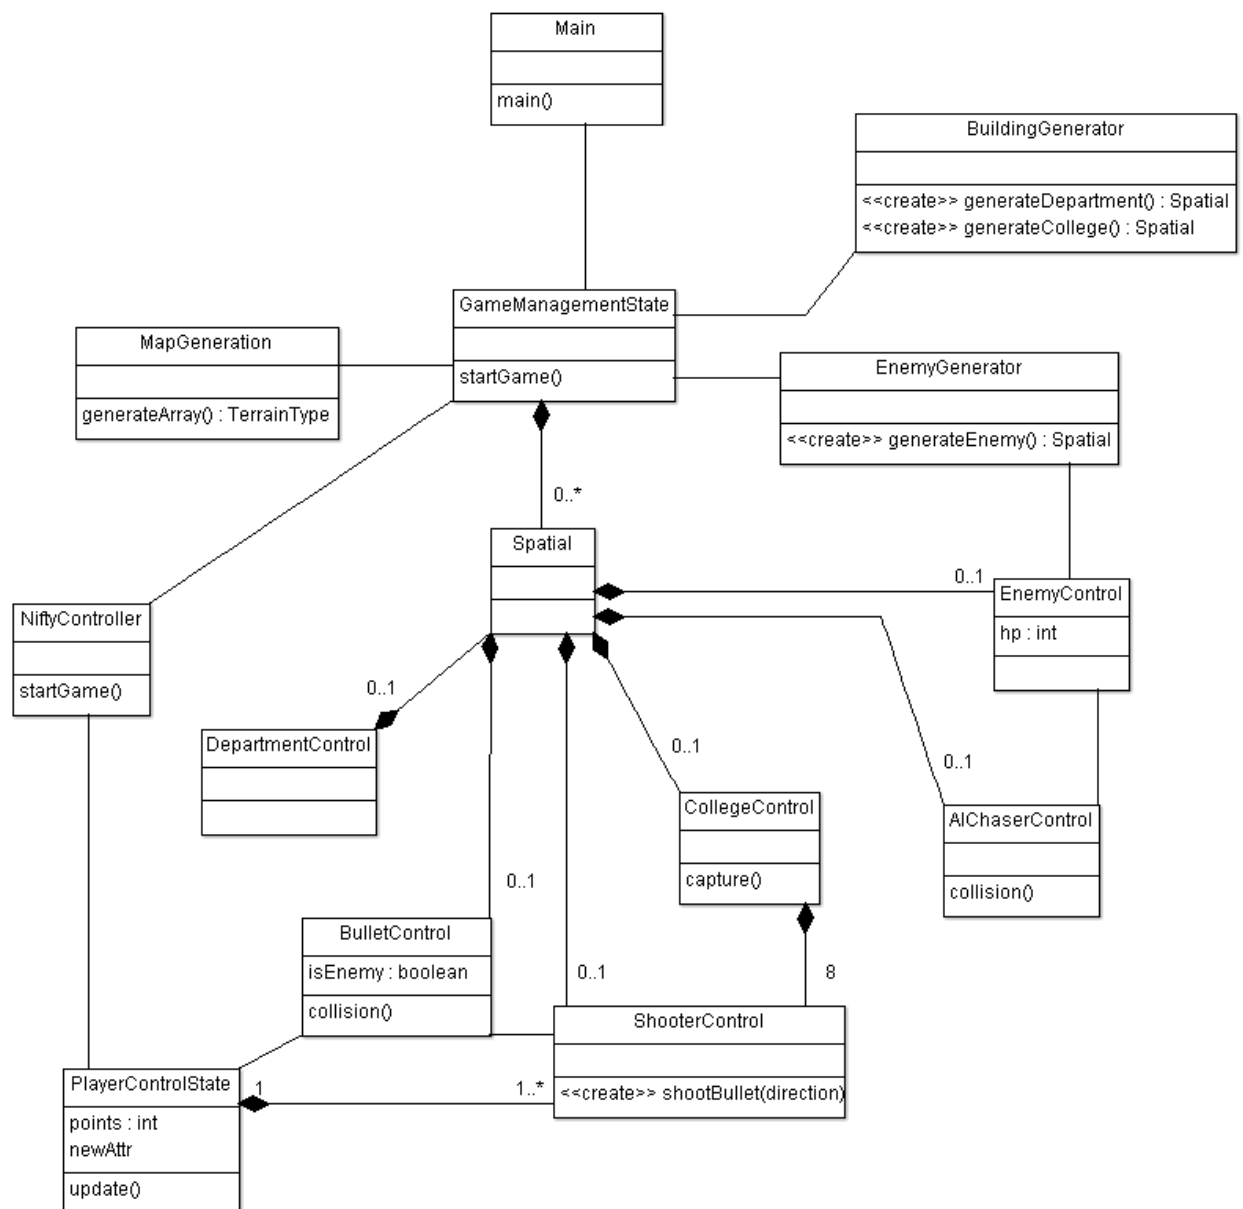 Main
main()
BuildingGenerator
<<create>> generateDepartment() : Spatial
<<create>> generateCollege() : Spatial
GameManagementState
startGame()
MapGeneration
generateArray() : TerrainType
EnemyGenerator
<<create>> generateEnemy() : Spatial
0..*
Spatial
0..1
EnemyControl
hp : int
NiftyController
startGame()
0..1
DepartmentControl
0..1
0..1
CollegeControl
capture()
AIChaserControl
collision()
0..1
BulletControl
isEnemy : boolean
collision()
0..1
8
ShooterControl
<<create>> shootBullet(direction)
PlayerControlState
points : int
newAttr
update()
1
1..*